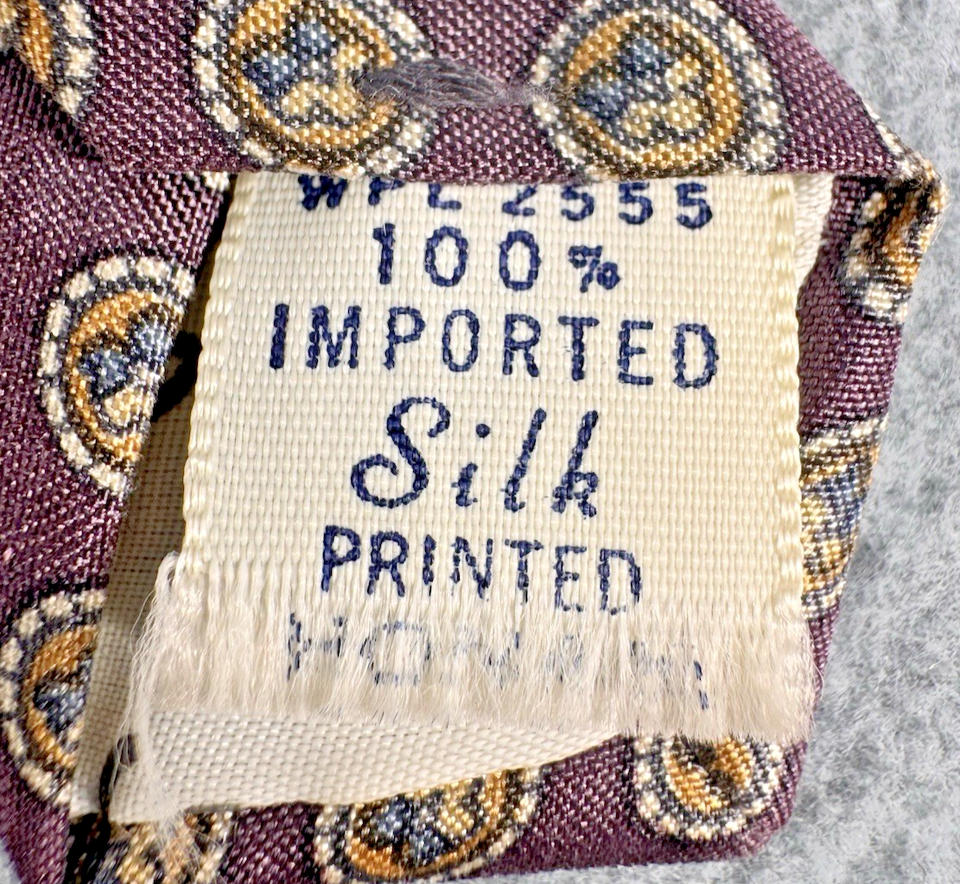 WPL 2555
100%
IMPORTED
Silk
PRINTED